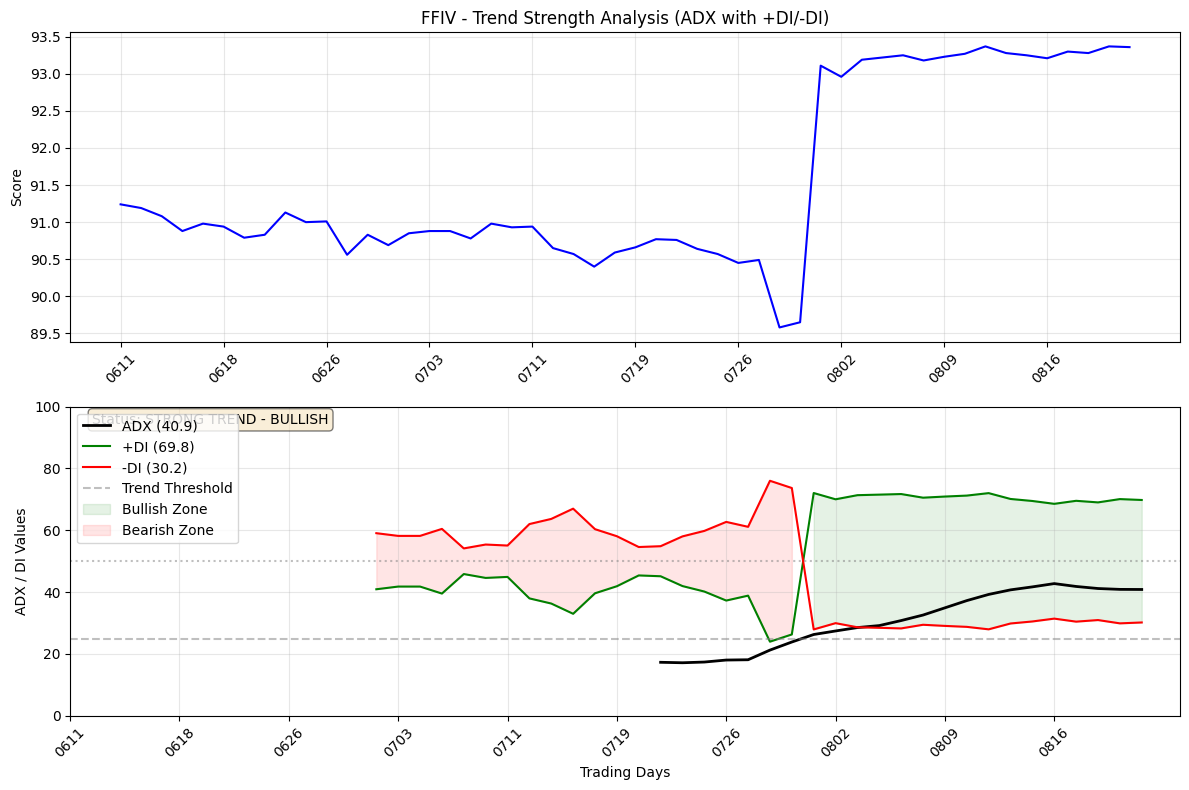 FFIV - Trend Strength Analysis (ADX with +DI/-DI)
Score
93.5
93.0
92.5
92.0
91.5
91.0
90.5
90.0
89.5
0611 0618 0626 0703 0711 0719 0726 0802 0809 0816
Status: STRONG TREND - BULLISH
ADX (40.9)
+DI (69.8)
-DI (30.2)
Trend Threshold
Bullish Zone
Bearish Zone
ADX / DI Values
100
80
60
40
20
0
0611 0618 0626 0703 0711 0719 0726 0802 0809 0816
Trading Days